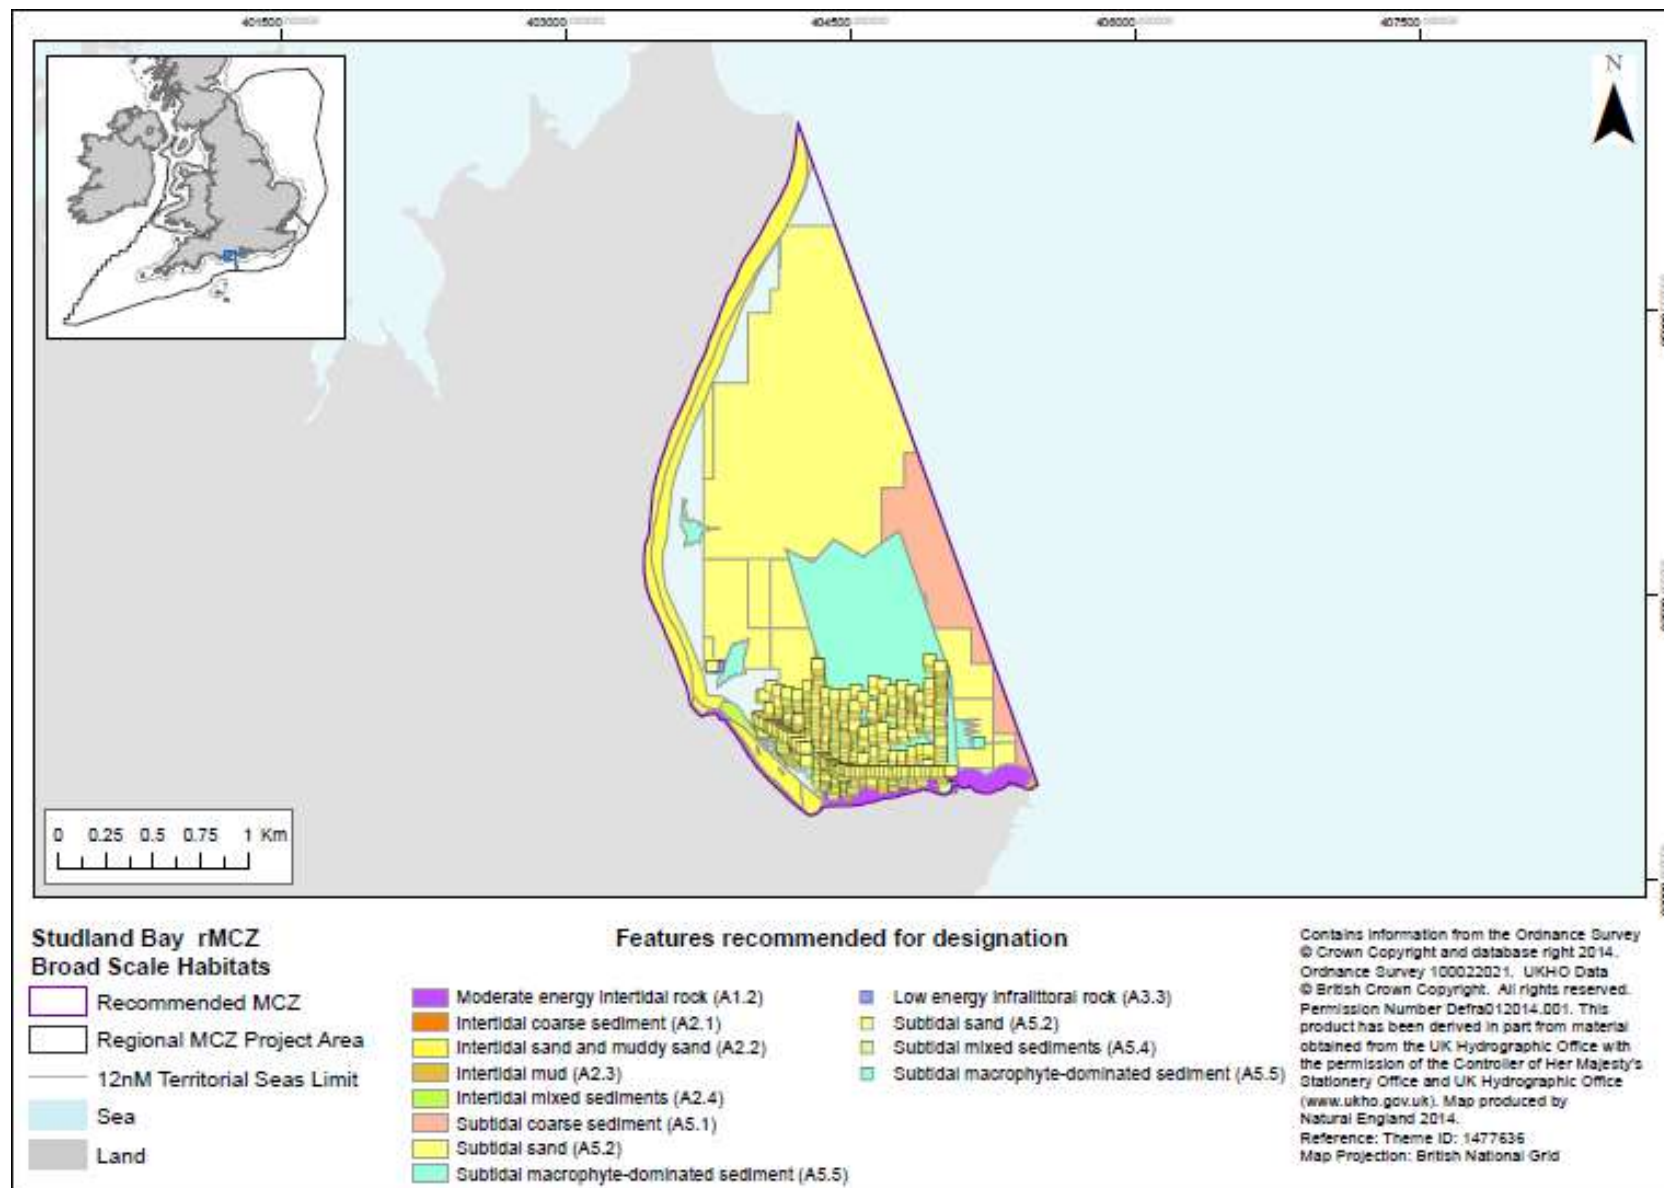 401500
403000
404500
406000
407500
N
0 0.25 0.5 0.75 1 Km
Studland Bay rMCZ
Broad Scale Habitats
Recommended MCZ
Regional MCZ Project Area
12nM Territorial Seas Limit
Sea
Land
Features recommended for designation
Moderate energy intertidal rock (A1.2)
Intertidal coarse sediment (A2.1)
Intertidal sand and muddy sand (A2.2)
Intertidal mud (A2.3)
Intertidal mixed sediments (A2.4)
Subtidal coarse sediment (A5.1)
Subtidal sand (A5.2)
Subtidal macrophyte-dominated sediment (A5.5)
Low energy infralittoral rock (A3.3)
Subtidal sand (A5.2)
Subtidal mixed sediments (A5.4)
Subtidal macrophyte-dominated sediment (A5.5)
Contains information from the Ordnance Survey
© Crown Copyright and database right 2014.
Ordnance Survey 100022021. UKHO Data
© British Crown Copyright. All rights reserved.
Permission Number Defra012014.001. This
product has been derived in part from material
obtained from the UK Hydrographic Office with
the permission of the Controller of Her Majesty's
Stationery Office and UK Hydrographic Office
(www.ukho.gov.uk). Map produced by
Natural England 2014.
Reference: Theme ID: 1477636
Map Projection: British National Grid